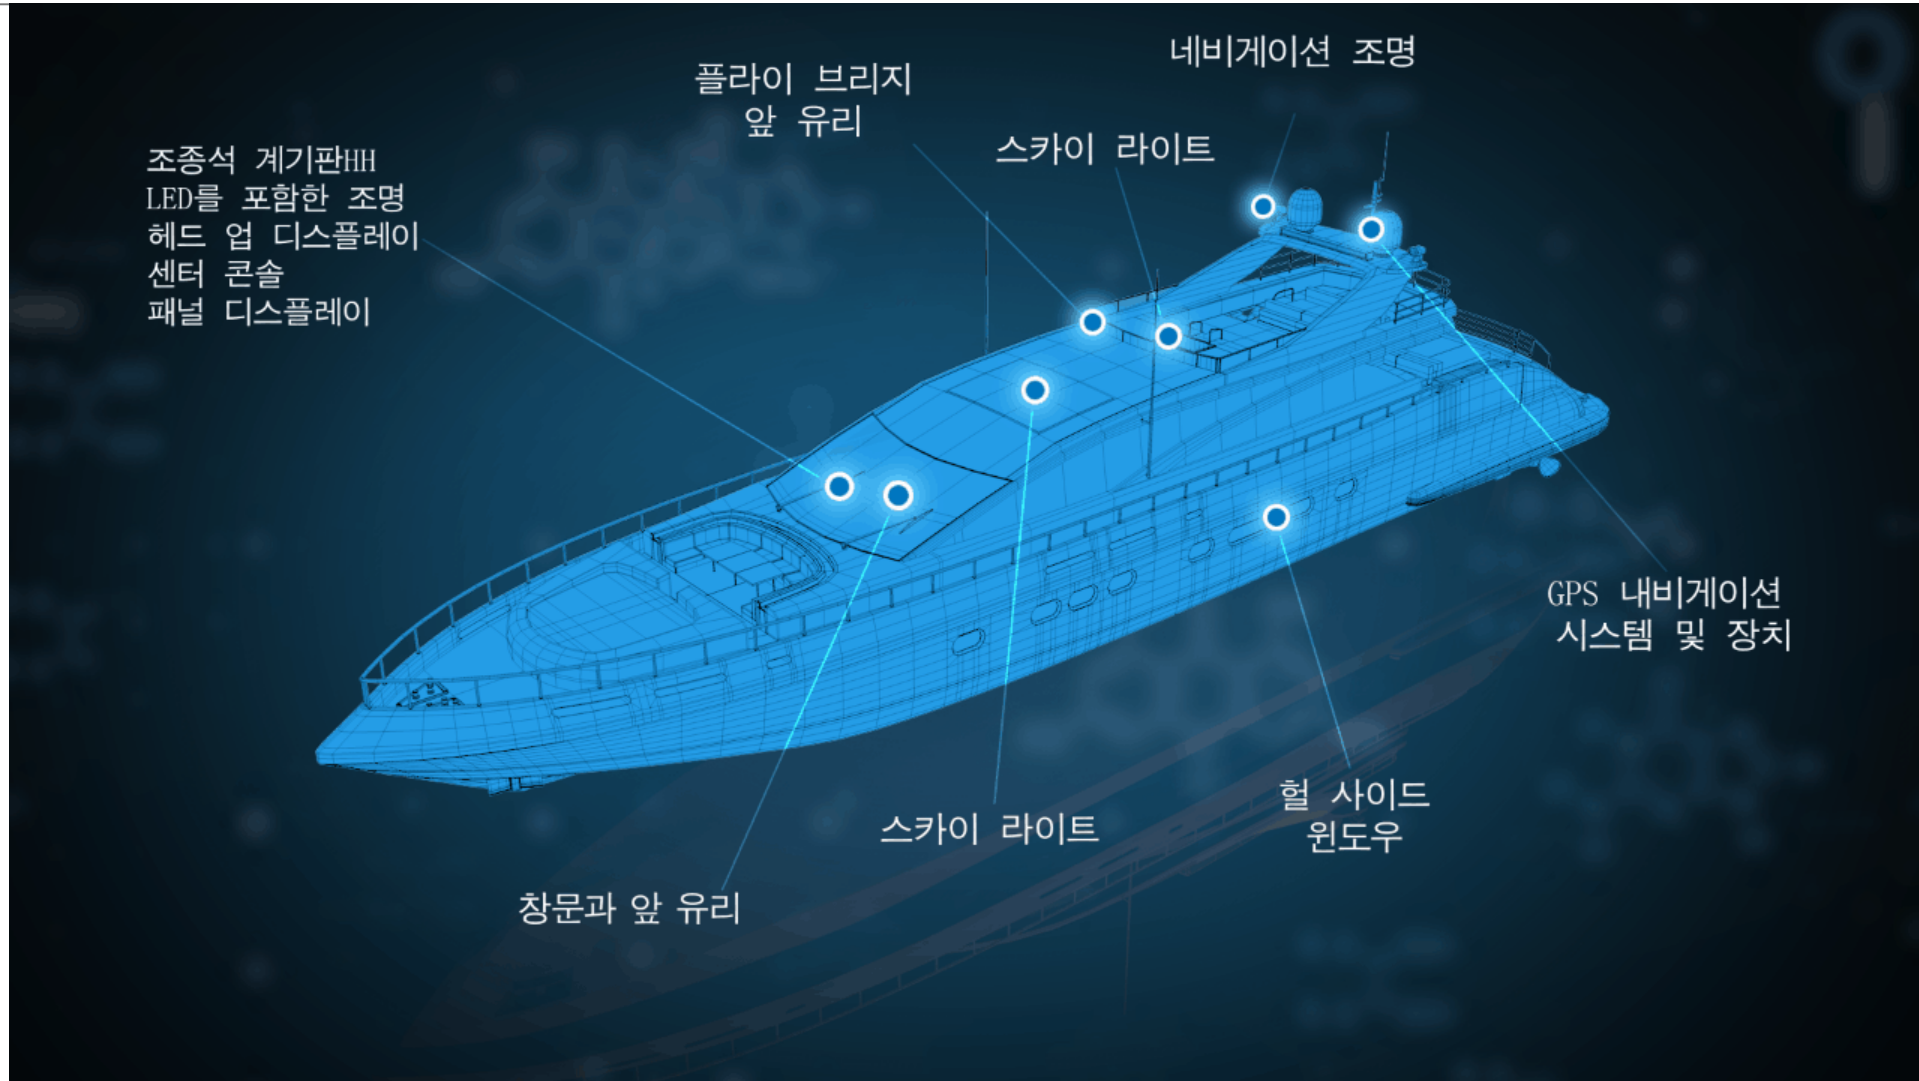 네비게이션 조명
플라이 브리지
앞 유리
스카이 라이트
조종석 계기판HH
LED를 포함한 조명
헤드 업 디스플레이
센터 콘솔
패널 디스플레이
GPS 내비게이션
시스템 및 장치
헐 사이드
윈도우
스카이 라이트
창문과 앞 유리